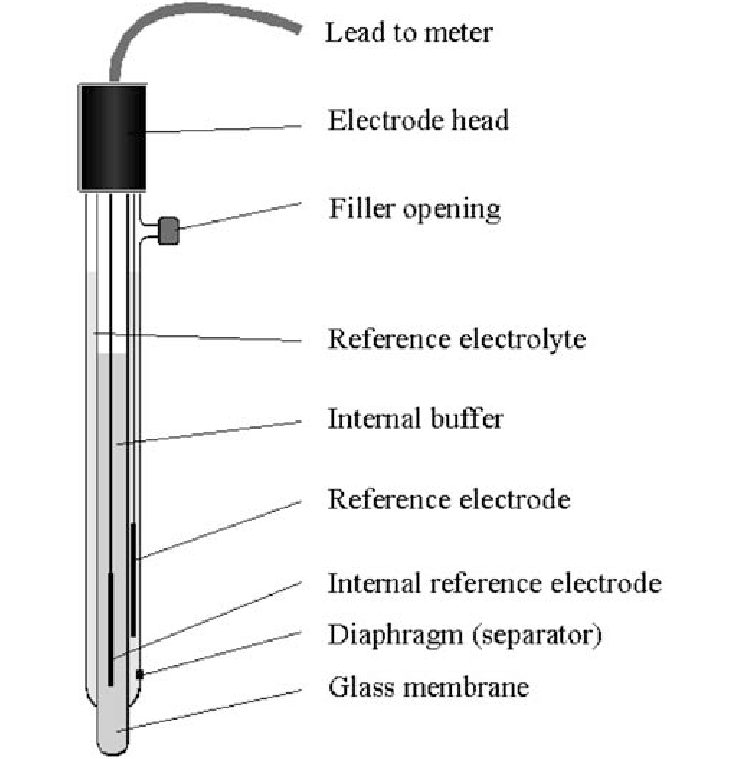 Lead to meter
Electrode head
Filler opening
Reference electrolyte
Internal buffer
Reference electrode
Internal reference electrode
Diaphragm (separator)
Glass membrane